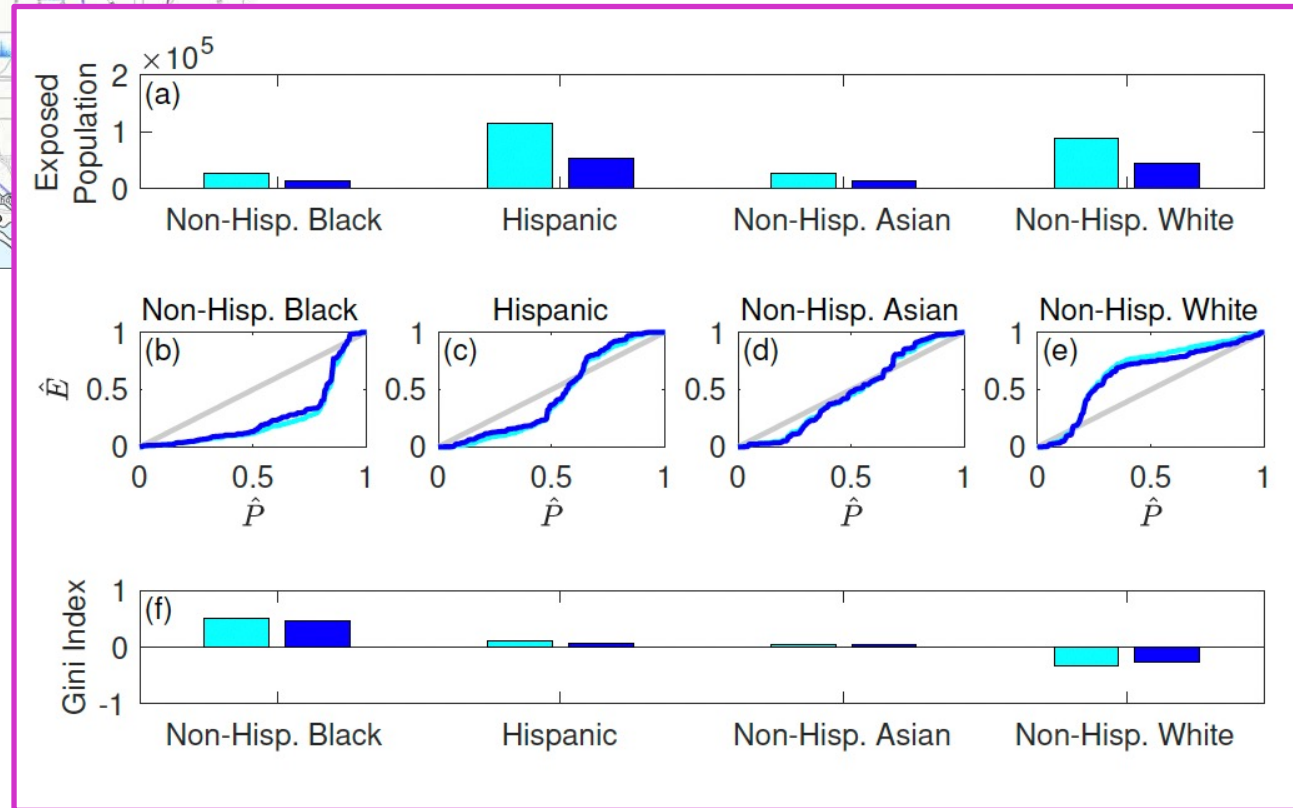 ×10⁵
2
(a)
1
0
Exposed
Population
Non-Hisp. Black Hispanic Non-Hisp. Asian Non-Hisp. White
Non-Hisp. Black Hispanic Non-Hisp. Asian Non-Hisp. White
1 (b) 1 (c) 1 (d) 1 (e)
Ê 0.5 0.5 0.5 0.5
0 0 0 0
0 0.5 1 0 0.5 1 0 0.5 1 0 0.5 1
P̂ P̂ P̂ P̂
1
(f)
0
-1
Gini Index
Non-Hisp. Black Hispanic Non-Hisp. Asian Non-Hisp. White